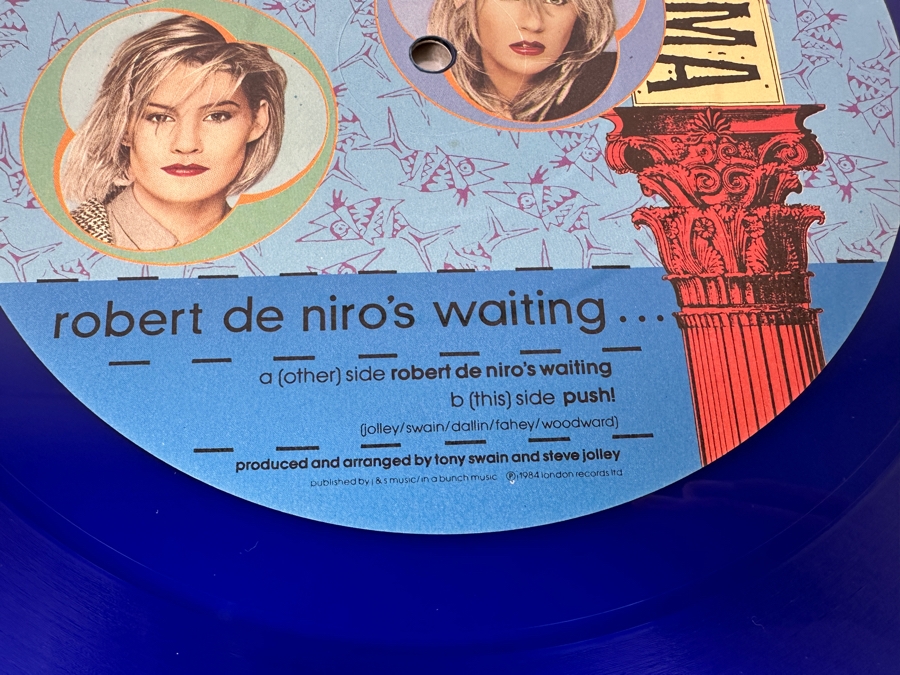 MA
robert de niro's waiting....
a (other) side robert de niro's waiting
b (this) side push!
(jolley/swain/dallin/fahey/woodward)
produced and arranged by tony swain and steve jolley
published by j & s music/in a bunch music ℗1984 london records ltd